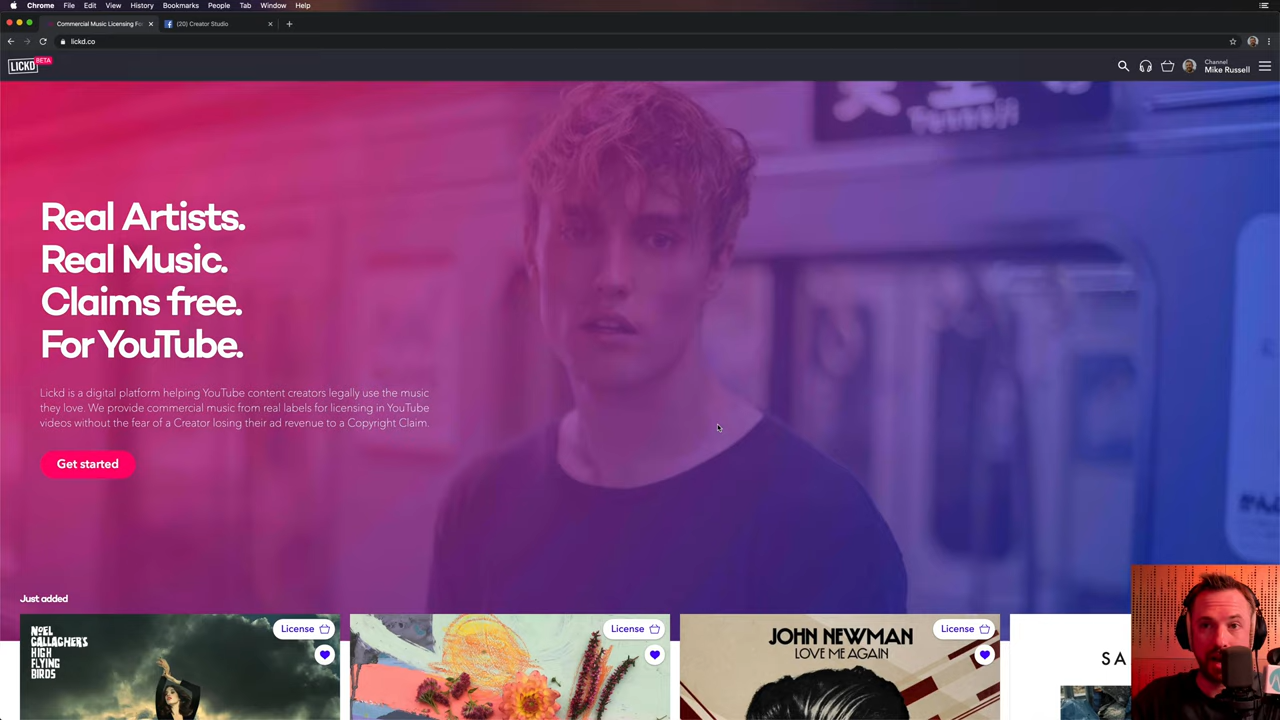 Chrome File Edit View History Bookmarks People Tab Window Help
Commercial Music Licensing Fo
(20) Creator Studio
lickd.co
LICKD BETA
Channel
Mike Russell
Real Artists.
Real Music.
Claims free.
For YouTube.
Lickd is a digital platform helping YouTube content creators legally use the music
they love. We provide commercial music from real labels for licensing in YouTube
videos without the fear of a Creator losing their ad revenue to a Copyright Claim.
Get started
Just added
NOEL
GALLAGHER'S
HIGH
FLYING
BIRDS
License
License
JOHN NEWMAN
LOVE ME AGAIN
License
SA